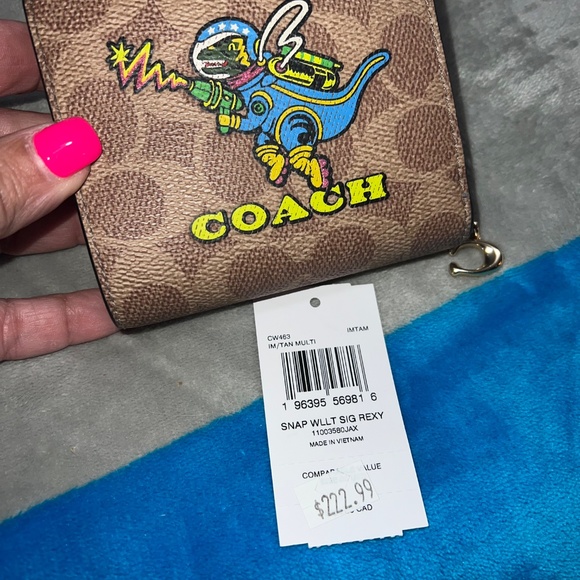 COACH
CW463 IMTAM
IM/TAN MULTI
1 96395 56981 6
SNAP WLLT SIG REXY
11003580JAX
MADE IN VIETNAM
$222.99
CAD